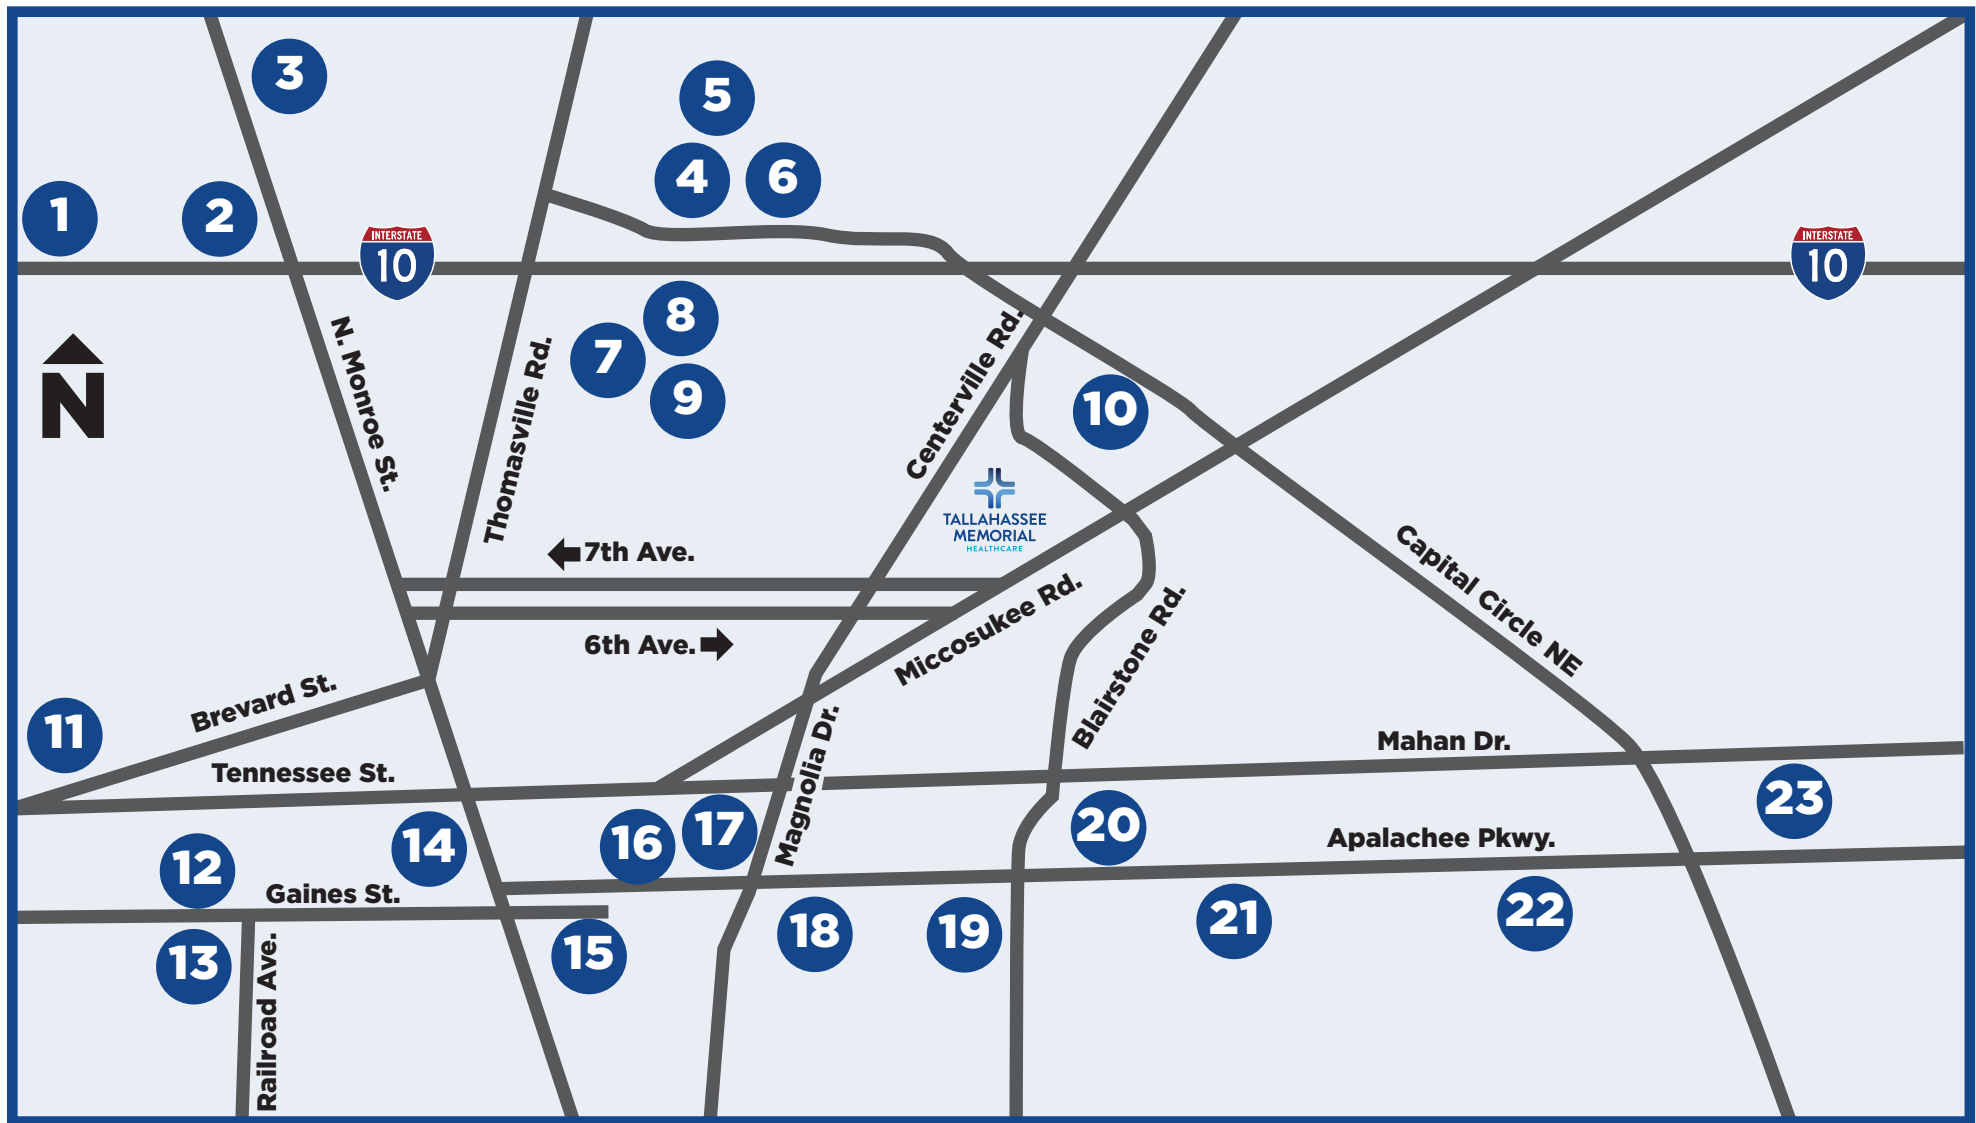 3
5
4
6
1
2
INTERSTATE
10
INTERSTATE
10
N
N. Monroe St.
Thomasville Rd.
8
7
9
Centerville Rd.
10
TALLAHASSEE
MEMORIAL
HEALTHCARE
7th Ave.
6th Ave.
Miccosukee Rd.
Blairstone Rd.
Capital Circle NE
Brevard St.
11
Tennessee St.
Magnolia Dr.
Mahan Dr.
23
14
16
17
20
Apalachee Pkwy.
12
Gaines St.
13
Railroad Ave.
15
18
19
21
22